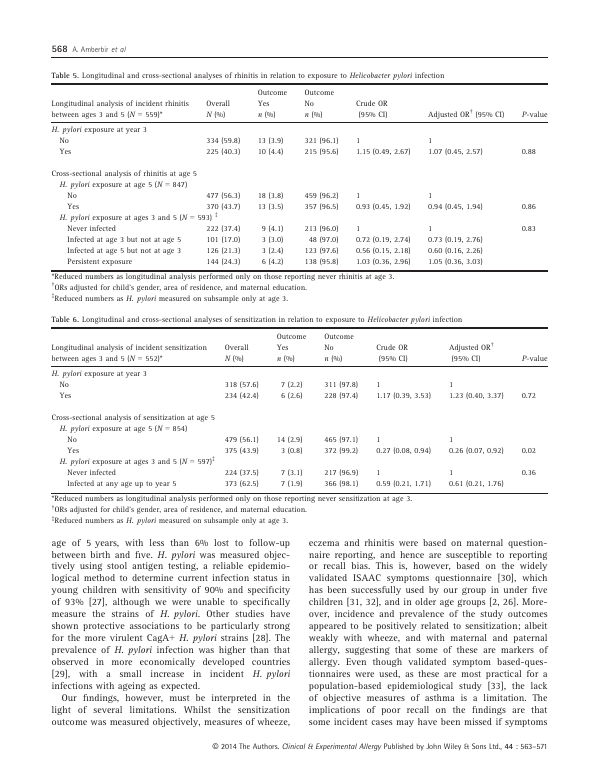 568 A. Amberbir et al
Table 5. Longitudinal and cross-sectional analyses of rhinitis in relation to exposure to Helicobacter pylori infection
Outcome Outcome
Longitudinal analysis of incident rhinitis Overall Yes No Crude OR
between ages 3 and 5 (N = 559)* N (%) n (%) n (%) (95% CI) Adjusted OR† (95% CI) P-value
H. pylori exposure at year 3
No 334 (59.8) 13 (3.9) 321 (96.1) 1 1
Yes 225 (40.3) 10 (4.4) 215 (95.6) 1.15 (0.49, 2.67) 1.07 (0.45, 2.57) 0.88
Cross-sectional analysis of rhinitis at age 5
H. pylori exposure at age 5 (N = 847)
No 477 (56.3) 18 (3.8) 459 (96.2) 1 1
Yes 370 (43.7) 13 (3.5) 357 (96.5) 0.93 (0.45, 1.92) 0.94 (0.45, 1.94) 0.86
H. pylori exposure at ages 3 and 5 (N = 593) ‡
Never infected 222 (37.4) 9 (4.1) 213 (96.0) 1 1 0.83
Infected at age 3 but not at age 5 101 (17.0) 3 (3.0) 48 (97.0) 0.72 (0.19, 2.74) 0.73 (0.19, 2.76)
Infected at age 5 but not at age 3 126 (21.3) 3 (2.4) 123 (97.6) 0.56 (0.15, 2.18) 0.60 (0.16, 2.26)
Persistent exposure 144 (24.3) 6 (4.2) 138 (95.8) 1.03 (0.36, 2.96) 1.05 (0.36, 3.03)
*Reduced numbers as longitudinal analysis performed only on those reporting never rhinitis at age 3.
†ORs adjusted for child's gender, area of residence, and maternal education.
‡Reduced numbers as H. pylori measured on subsample only at age 3.
Table 6. Longitudinal and cross-sectional analyses of sensitization in relation to exposure to Helicobacter pylori infection
Outcome Outcome
Longitudinal analysis of incident sensitization Overall Yes No Crude OR Adjusted OR†
between ages 3 and 5 (N = 552)* N (%) n (%) n (%) (95% CI) (95% CI) P-value
H. pylori exposure at year 3
No 318 (57.6) 7 (2.2) 311 (97.8) 1 1
Yes 234 (42.4) 6 (2.6) 228 (97.4) 1.17 (0.39, 3.53) 1.23 (0.40, 3.37) 0.72
Cross-sectional analysis of sensitization at age 5
H. pylori exposure at age 5 (N = 854)
No 479 (56.1) 14 (2.9) 465 (97.1) 1 1
Yes 375 (43.9) 3 (0.8) 372 (99.2) 0.27 (0.08, 0.94) 0.26 (0.07, 0.92) 0.02
H. pylori exposure at ages 3 and 5 (N = 597)‡
Never infected 224 (37.5) 7 (3.1) 217 (96.9) 1 1 0.36
Infected at any age up to year 5 373 (62.5) 7 (1.9) 366 (98.1) 0.59 (0.21, 1.71) 0.61 (0.21, 1.76)
*Reduced numbers as longitudinal analysis performed only on those reporting never sensitization at age 3.
†ORs adjusted for child's gender, area of residence, and maternal education.
‡Reduced numbers as H. pylori measured on subsample only at age 3.
age of 5 years, with less than 6% lost to follow-up
between birth and five. H. pylori was measured objec-
tively using stool antigen testing, a reliable epidemio-
logical method to determine current infection status in
young children with sensitivity of 90% and specificity
of 93% [27], although we were unable to specifically
measure the strains of H. pylori. Other studies have
shown protective associations to be particularly strong
for the more virulent CagA+ H. pylori strains [28]. The
prevalence of H. pylori infection was higher than that
observed in more economically developed countries
[29], with a small increase in incident H. pylori
infections with ageing as expected.
Our findings, however, must be interpreted in the
light of several limitations. Whilst the sensitization
outcome was measured objectively, measures of wheeze,
eczema and rhinitis were based on maternal question-
naire reporting, and hence are susceptible to reporting
or recall bias. This is, however, based on the widely
validated ISAAC symptoms questionnaire [30], which
has been successfully used by our group in under five
children [31, 32], and in older age groups [2, 26]. More-
over, incidence and prevalence of the study outcomes
appeared to be positively related to sensitization; albeit
weakly with wheeze, and with maternal and paternal
allergy, suggesting that some of these are markers of
allergy. Even though validated symptom based-ques-
tionnaires were used, as these are most practical for a
population-based epidemiological study [33], the lack
of objective measures of asthma is a limitation. The
implications of poor recall on the findings are that
some incident cases may have been missed if symptoms
© 2014 The Authors. Clinical & Experimental Allergy Published by John Wiley & Sons Ltd., 44 : 563–571